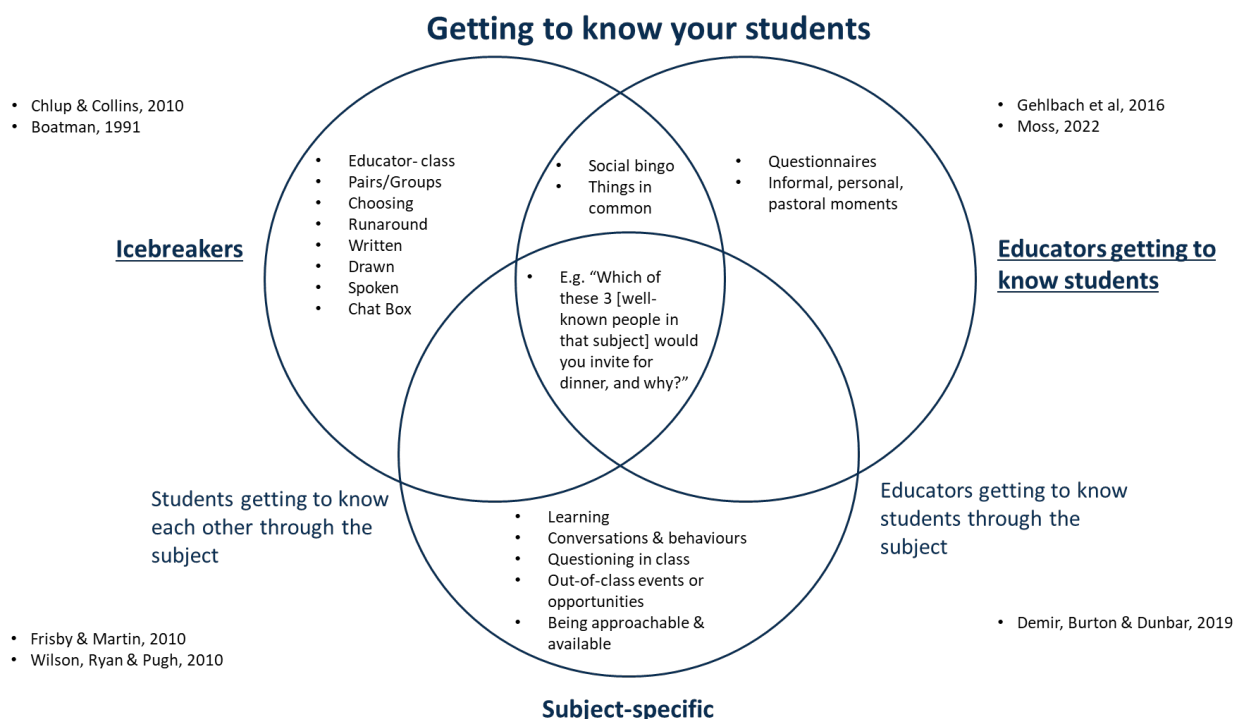 Getting to know your students
• Chlup & Collins, 2010
• Boatman, 1991
• Gehlbach et al, 2016
• Moss, 2022
Icebreakers
• Educator- class
• Pairs/Groups
• Choosing
• Runaround
• Written
• Drawn
• Spoken
• Chat Box
• Social bingo
• Things in
common
• Questionnaires
• Informal, personal,
pastoral moments
Educators getting to
know students
• E.g. “Which of
these 3 [well-
known people in
that subject] would
you invite for
dinner, and why?”
Students getting to know
each other through the
subject
Educators getting to know
students through the
subject
• Learning
• Conversations & behaviours
• Questioning in class
• Out-of-class events or
opportunities
• Being approachable &
available
• Frisby & Martin, 2010
• Wilson, Ryan & Pugh, 2010
• Demir, Burton & Dunbar, 2019
Subject-specific